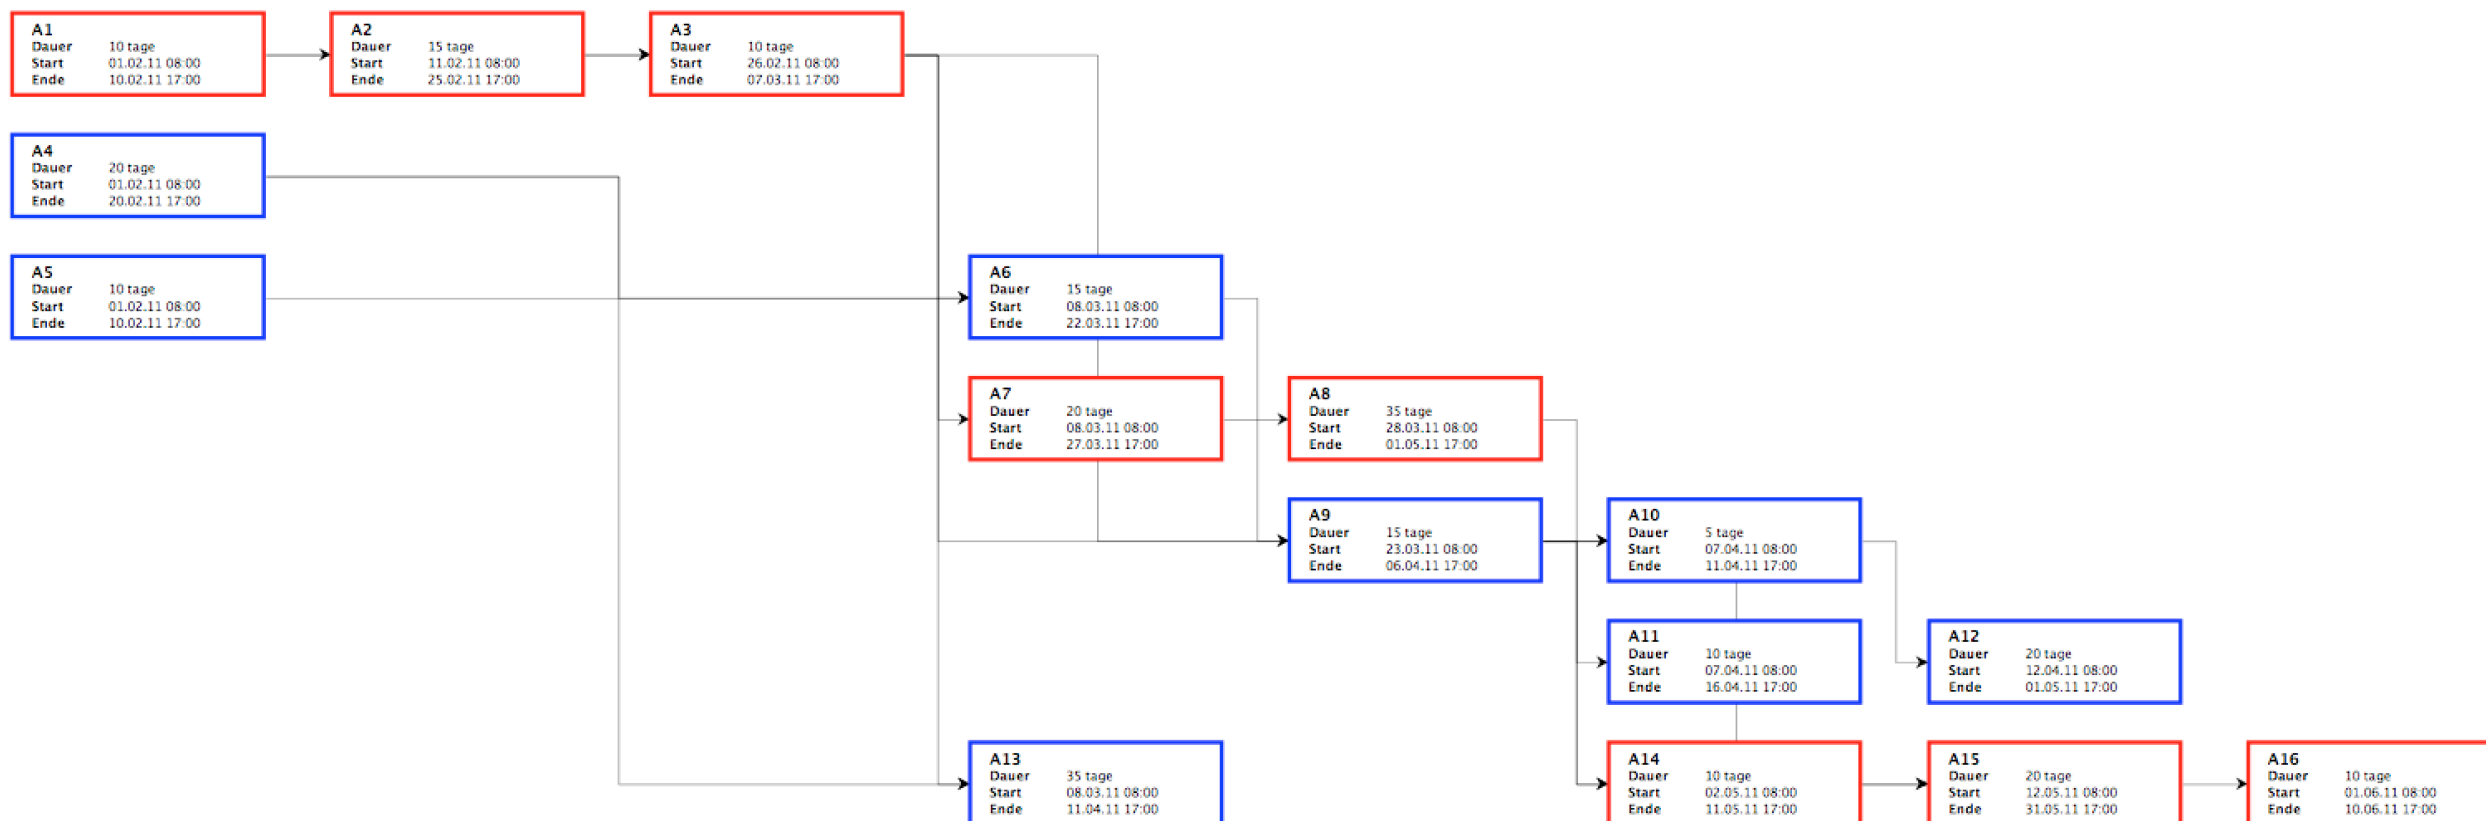 A1
Dauer 10 tage
Start 01.02.11 08:00
Ende 10.02.11 17:00
A2
Dauer 15 tage
Start 11.02.11 08:00
Ende 25.02.11 17:00
A3
Dauer 10 tage
Start 26.02.11 08:00
Ende 07.03.11 17:00
A4
Dauer 20 tage
Start 01.02.11 08:00
Ende 20.02.11 17:00
A5
Dauer 10 tage
Start 01.02.11 08:00
Ende 10.02.11 17:00
A6
Dauer 15 tage
Start 08.03.11 08:00
Ende 22.03.11 17:00
A7
Dauer 20 tage
Start 08.03.11 08:00
Ende 27.03.11 17:00
A8
Dauer 35 tage
Start 28.03.11 08:00
Ende 01.05.11 17:00
A9
Dauer 15 tage
Start 23.03.11 08:00
Ende 06.04.11 17:00
A10
Dauer 5 tage
Start 07.04.11 08:00
Ende 11.04.11 17:00
A11
Dauer 10 tage
Start 07.04.11 08:00
Ende 16.04.11 17:00
A12
Dauer 20 tage
Start 12.04.11 08:00
Ende 01.05.11 17:00
A13
Dauer 35 tage
Start 08.03.11 08:00
Ende 11.04.11 17:00
A14
Dauer 10 tage
Start 02.05.11 08:00
Ende 11.05.11 17:00
A15
Dauer 20 tage
Start 12.05.11 08:00
Ende 31.05.11 17:00
A16
Dauer 10 tage
Start 01.06.11 08:00
Ende 10.06.11 17:00